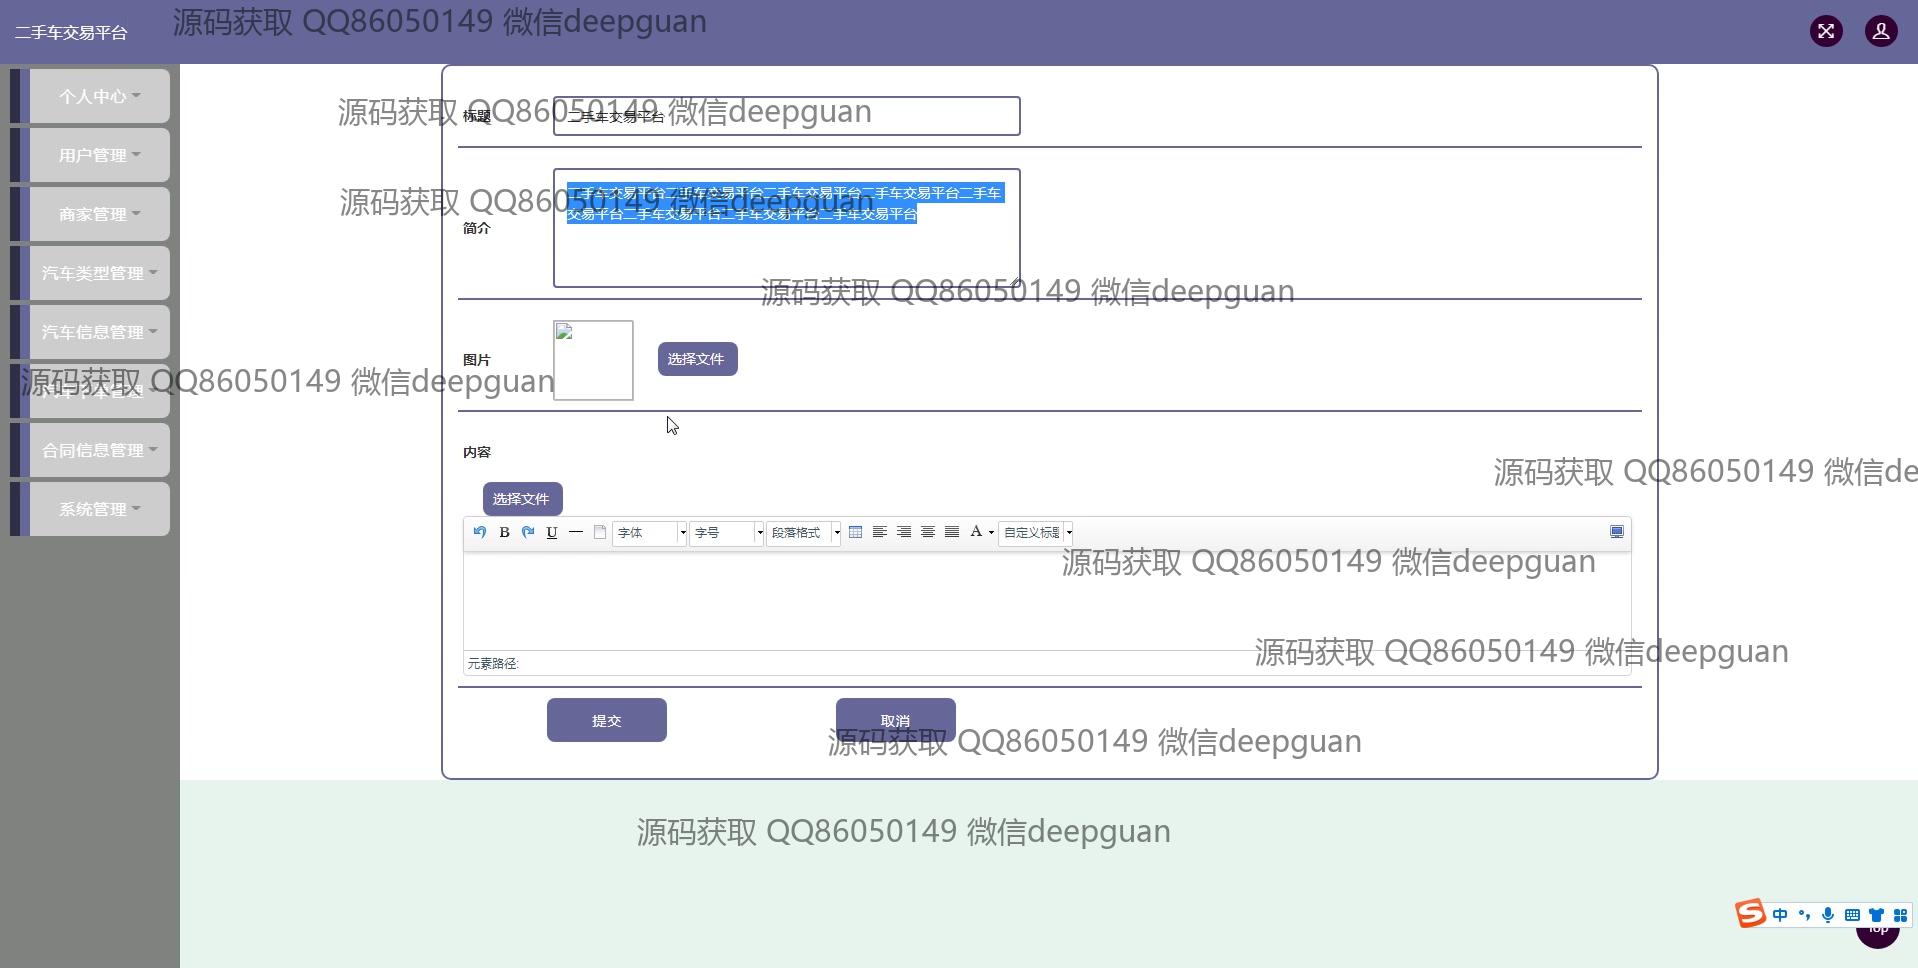 二手车交易平台
源码获取 QQ86050149 微信deepguan
个人中心
用户管理
商家管理
汽车类型管理
汽车信息管理
源码获取 QQ86050149 微信deepguan
合同信息管理
系统管理
源码获取 QQ86050149 微信deepguan
标题
二手车交易平台
源码获取 QQ86050149 微信deepguan
简介
二手车交易平台二手车交易平台二手车交易平台二手车交易平台二手车
交易平台二手车交易平台二手车交易平台二手车交易平台
源码获取 QQ86050149 微信deepguan
图片
选择文件
内容
源码获取 QQ86050149 微信de
选择文件
B U 字体 字号 段落格式 A 自定义标题
源码获取 QQ86050149 微信deepguan
源码获取 QQ86050149 微信deepguan
元素路径:
提交
取消
源码获取 QQ86050149 微信deepguan
源码获取 QQ86050149 微信deepguan
S 中
Top